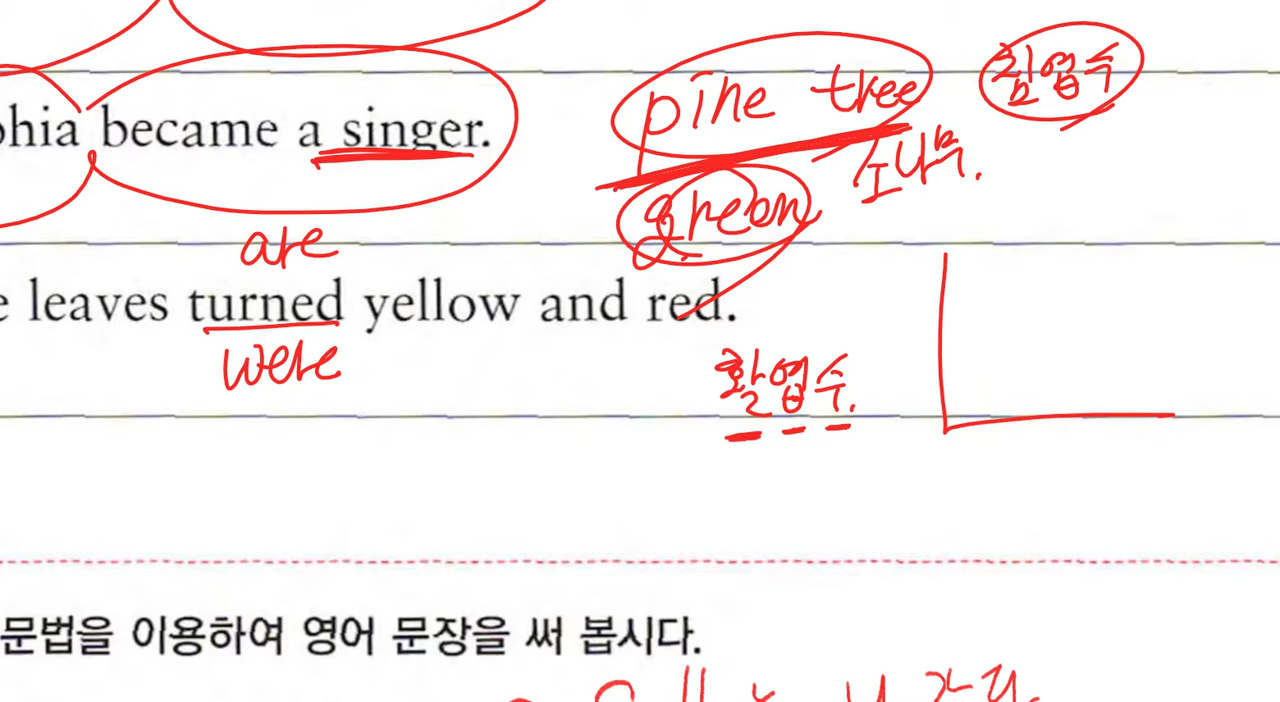 pine tree 침엽수
phia became a singer.
소나무.
green
are
e leaves turned yellow and red.
were
활엽수.
문법을 이용하여 영어 문장을 써 봅시다.